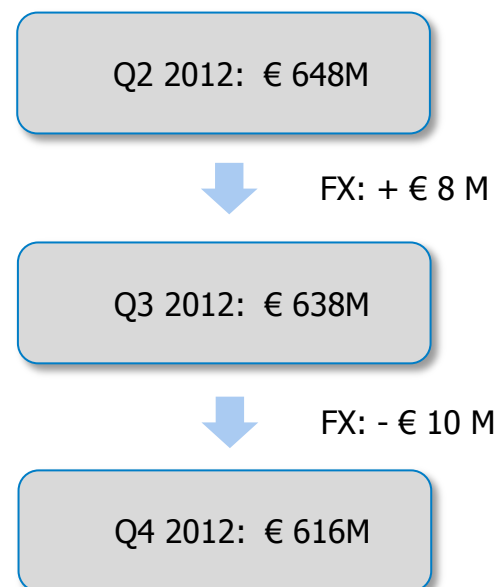 Q2 2012:  € 648M
FX: + € 8 M
Q3 2012:  € 638M
FX: - € 10 M
Q4 2012:  € 616M